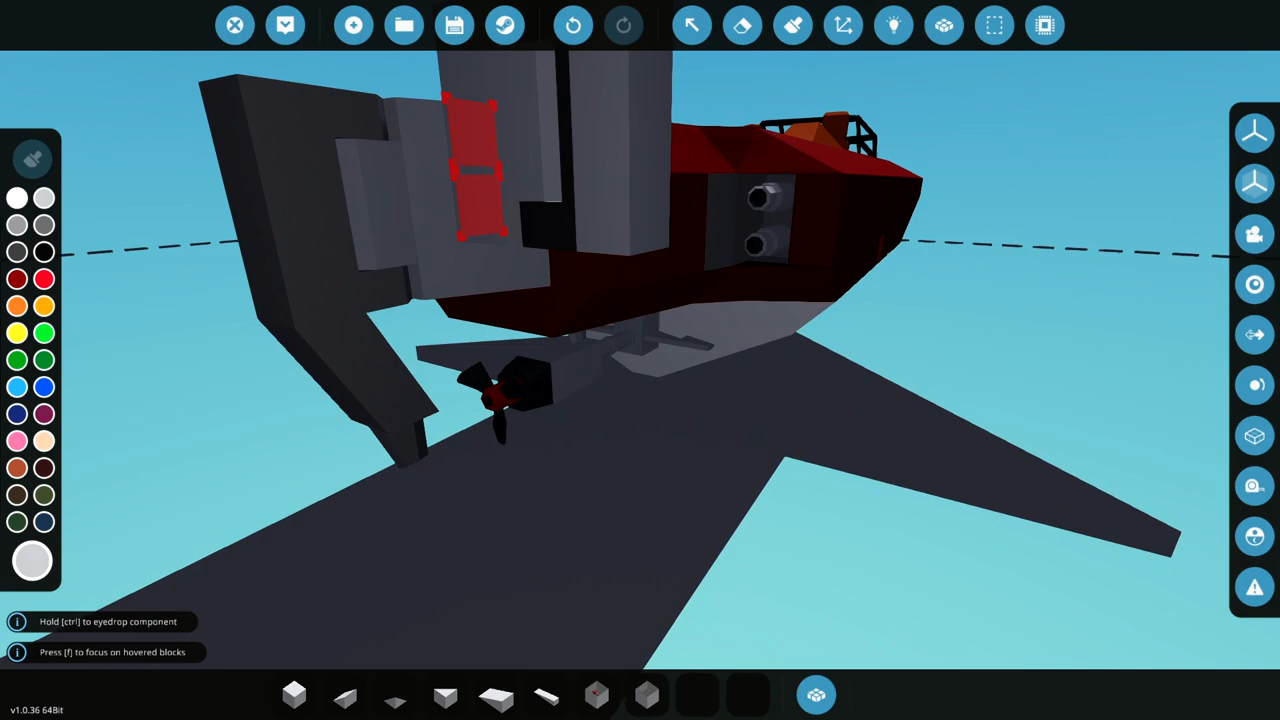 Hold [ctrl] to eyedrop component
Press [f] to focus on hovered blocks
v1.0.36 64Bit